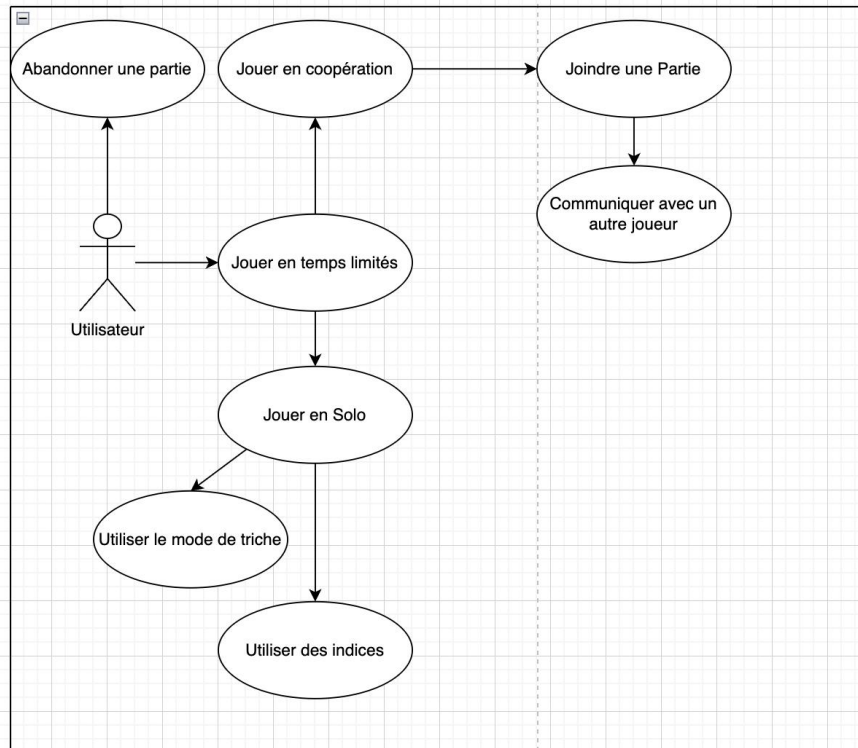 Abandonner une partie
Jouer en coopération
Joindre une Partie
Communiquer avec un
autre joueur
Jouer en temps limités
Utilisateur
Jouer en Solo
Utiliser le mode de triche
Utiliser des indices